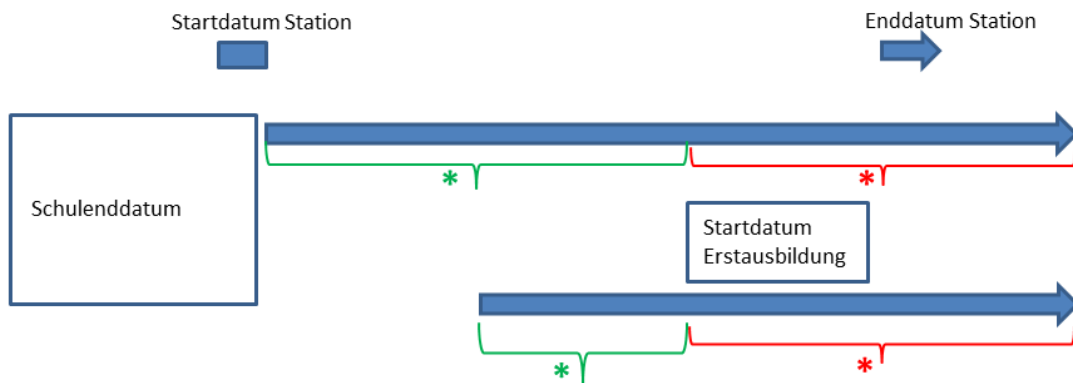 Startdatum Station
Enddatum Station
*
*
Schulenddatum
Startdatum
Erstausbildung
*
*